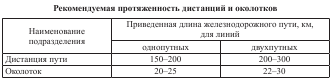 Рекомендуемая протяженность дистанций и околотков
Наименование подразделения
Приведенная длина железнодорожного пути, км,
для линий
однопутных двухпутных
Дистанция пути 150–200 200–300
Околоток 20–25 22–30